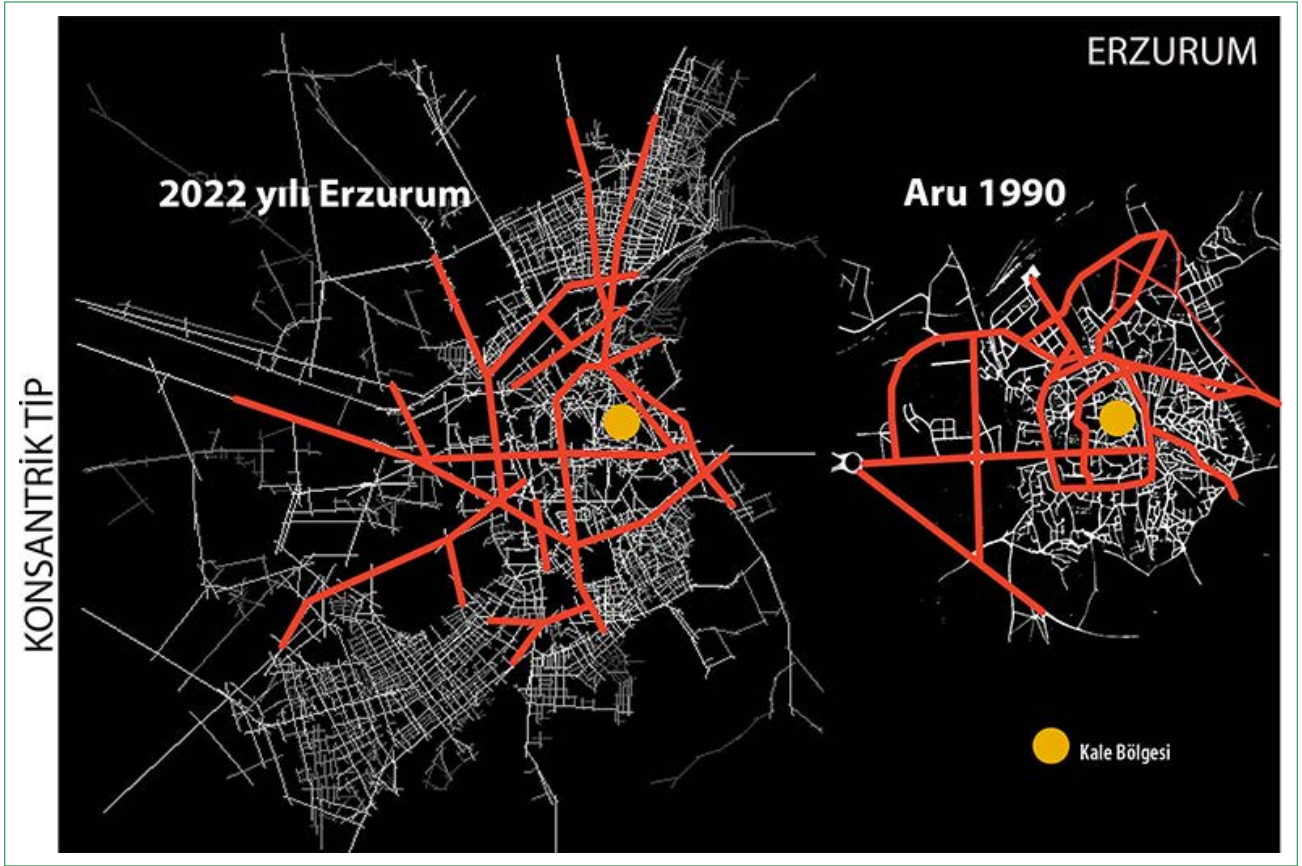 KONSANTRİK TİP
ERZURUM
2022 yılı Erzurum
Aru 1990
Kale Bölgesi